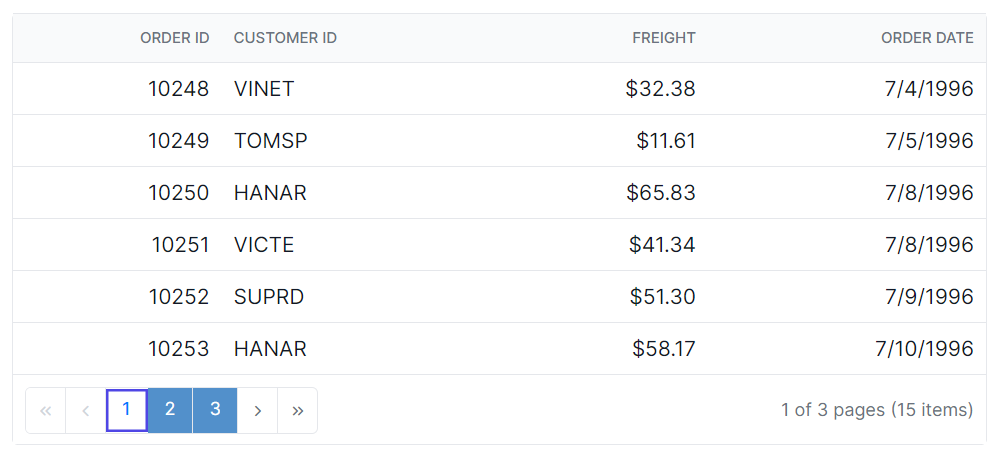 ORDER ID CUSTOMER ID FREIGHT ORDER DATE
10248 VINET $32.38 7/4/1996
10249 TOMSP $11.61 7/5/1996
10250 HANAR $65.83 7/8/1996
10251 VICTE $41.34 7/8/1996
10252 SUPRD $51.30 7/9/1996
10253 HANAR $58.17 7/10/1996
« ‹ 1 2 3 › » 1 of 3 pages (15 items)